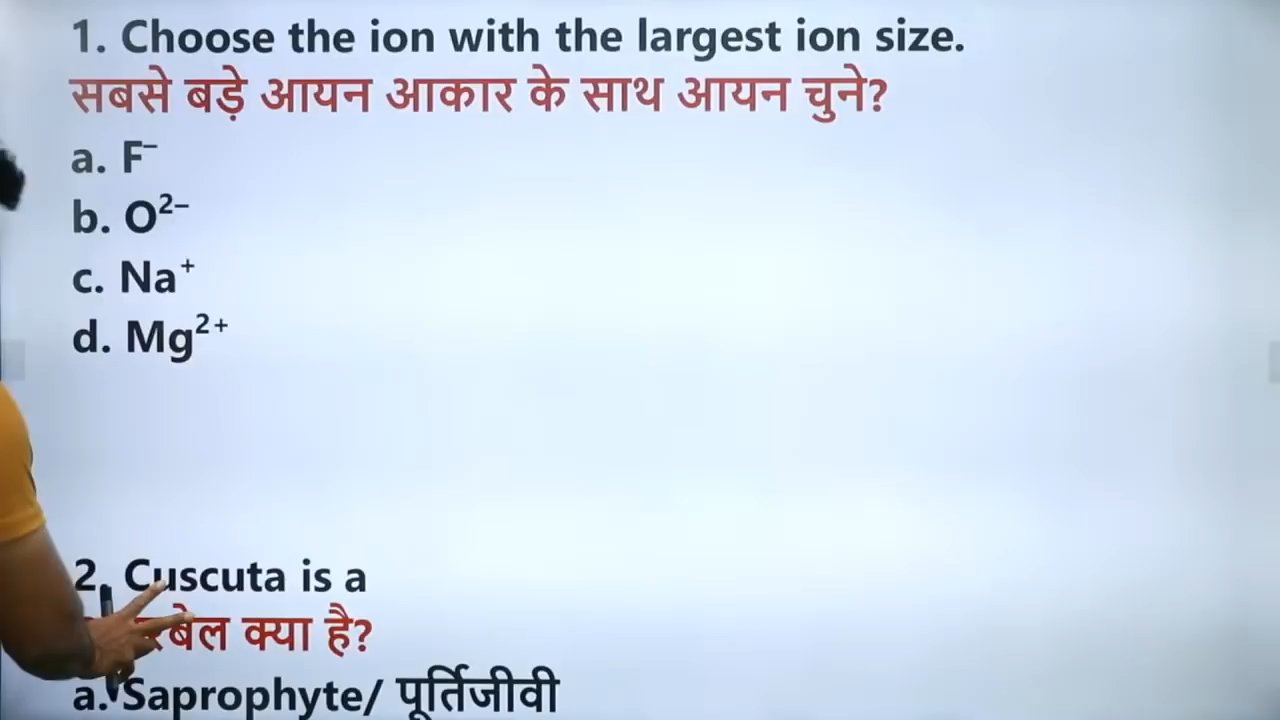 1. Choose the ion with the largest ion size.
सबसे बड़े आयन आकार के साथ आयन चुने?
a. F⁻
b. O²⁻
c. Na⁺
d. Mg²⁺
2. Cuscuta is a
क्या है?
a. Saprophyte/ पूर्तिजीवी